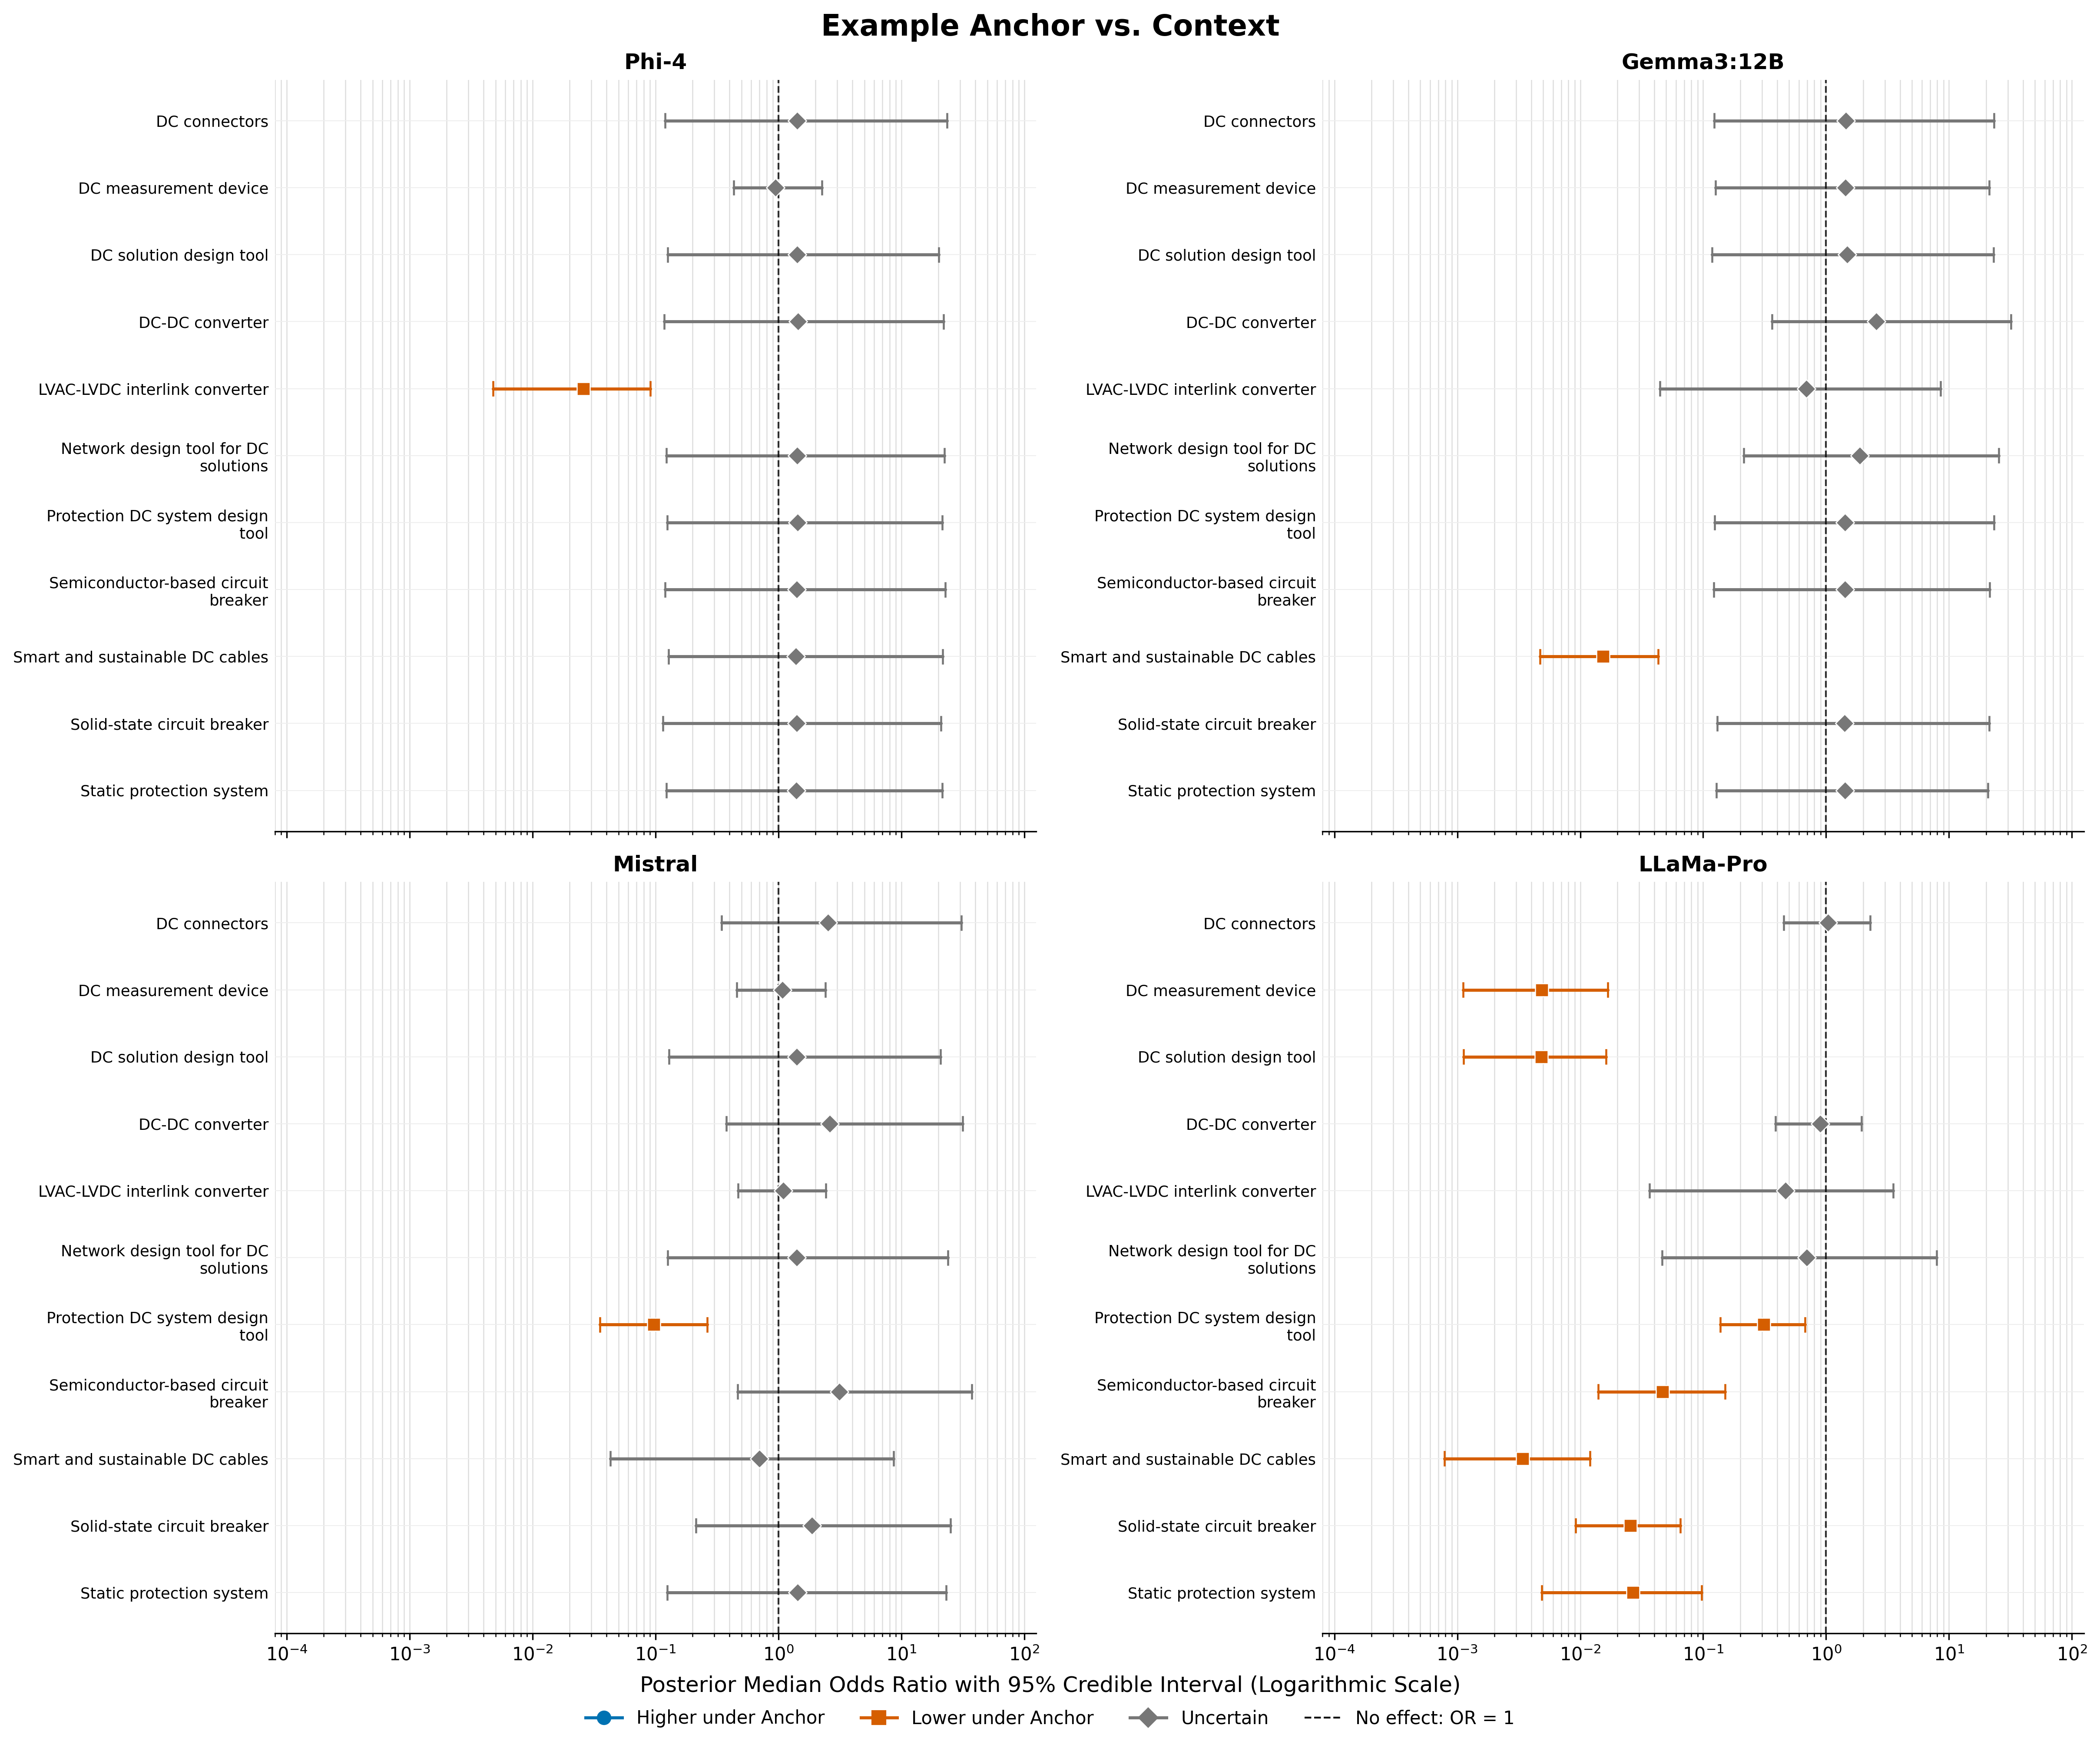 Example Anchor vs. Context
Phi-4
DC connectors
DC measurement device
DC solution design tool
DC-DC converter
LVAC-LVDC interlink converter
Network design tool for DC
solutions
Protection DC system design
tool
Semiconductor-based circuit
breaker
Smart and sustainable DC cables
Solid-state circuit breaker
Static protection system
Gemma3:12B
DC connectors
DC measurement device
DC solution design tool
DC-DC converter
LVAC-LVDC interlink converter
Network design tool for DC
solutions
Protection DC system design
tool
Semiconductor-based circuit
breaker
Smart and sustainable DC cables
Solid-state circuit breaker
Static protection system
Mistral
DC connectors
DC measurement device
DC solution design tool
DC-DC converter
LVAC-LVDC interlink converter
Network design tool for DC
solutions
Protection DC system design
tool
Semiconductor-based circuit
breaker
Smart and sustainable DC cables
Solid-state circuit breaker
Static protection system
10⁻⁴ 10⁻³ 10⁻² 10⁻¹ 10⁰ 10¹ 10²
LLaMa-Pro
DC connectors
DC measurement device
DC solution design tool
DC-DC converter
LVAC-LVDC interlink converter
Network design tool for DC
solutions
Protection DC system design
tool
Semiconductor-based circuit
breaker
Smart and sustainable DC cables
Solid-state circuit breaker
Static protection system
10⁻⁴ 10⁻³ 10⁻² 10⁻¹ 10⁰ 10¹ 10²
Posterior Median Odds Ratio with 95% Credible Interval (Logarithmic Scale)
Higher under Anchor Lower under Anchor Uncertain No effect: OR = 1